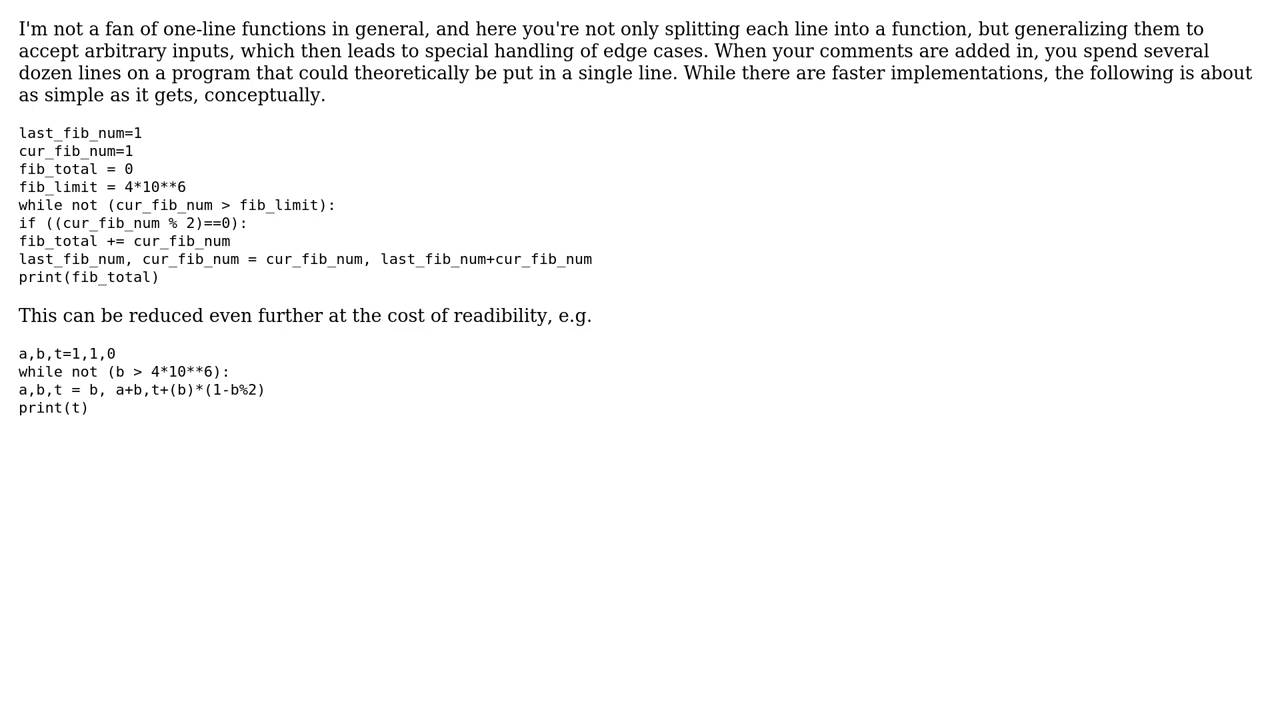 I'm not a fan of one-line functions in general, and here you're not only splitting each line into a function, but generalizing them to
accept arbitrary inputs, which then leads to special handling of edge cases. When your comments are added in, you spend several
dozen lines on a program that could theoretically be put in a single line. While there are faster implementations, the following is about
as simple as it gets, conceptually.
last_fib_num=1
cur_fib_num=1
fib_total = 0
fib_limit = 4*10**6
while not (cur_fib_num > fib_limit):
if ((cur_fib_num % 2)==0):
fib_total += cur_fib_num
last_fib_num, cur_fib_num = cur_fib_num, last_fib_num+cur_fib_num
print(fib_total)
This can be reduced even further at the cost of readibility, e.g.
a,b,t=1,1,0
while not (b > 4*10**6):
a,b,t = b, a+b,t+(b)*(1-b%2)
print(t)